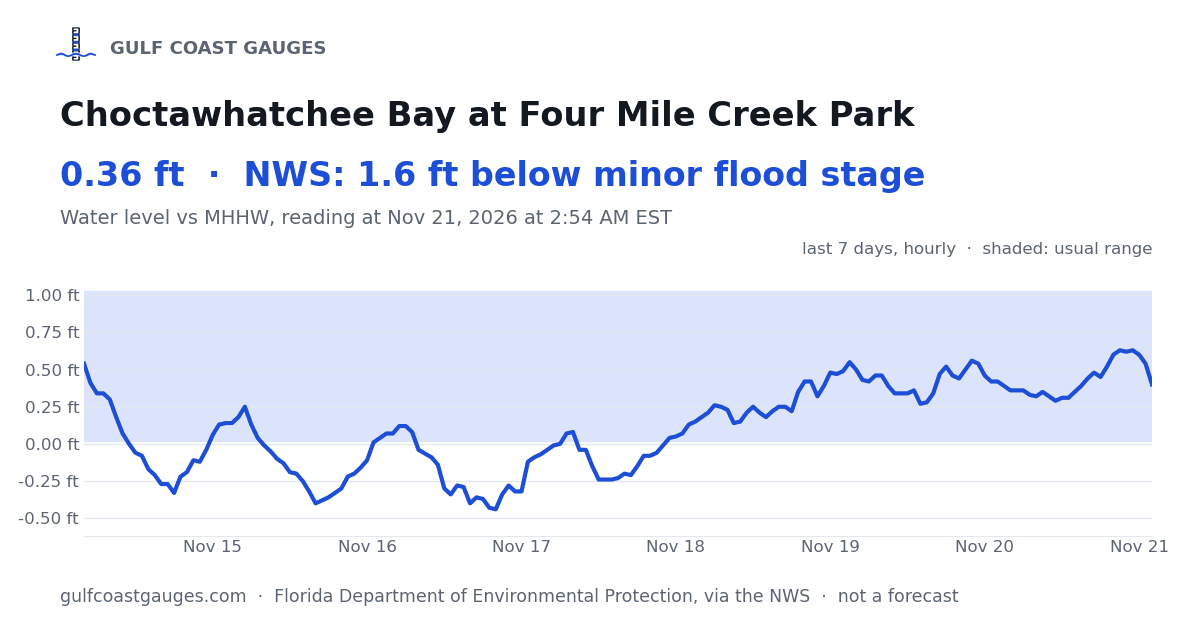 GULF COAST GAUGES
Choctawhatchee Bay at Four Mile Creek Park
0.36 ft · NWS: 1.6 ft below minor flood stage
Water level vs MHHW, reading at Nov 21, 2026 at 2:54 AM EST
last 7 days, hourly · shaded: usual range
1.00 ft
0.75 ft
0.50 ft
0.25 ft
0.00 ft
-0.25 ft
-0.50 ft
Nov 15 Nov 16 Nov 17 Nov 18 Nov 19 Nov 20 Nov 21
gulfcoastgauges.com · Florida Department of Environmental Protection, via the NWS · not a forecast